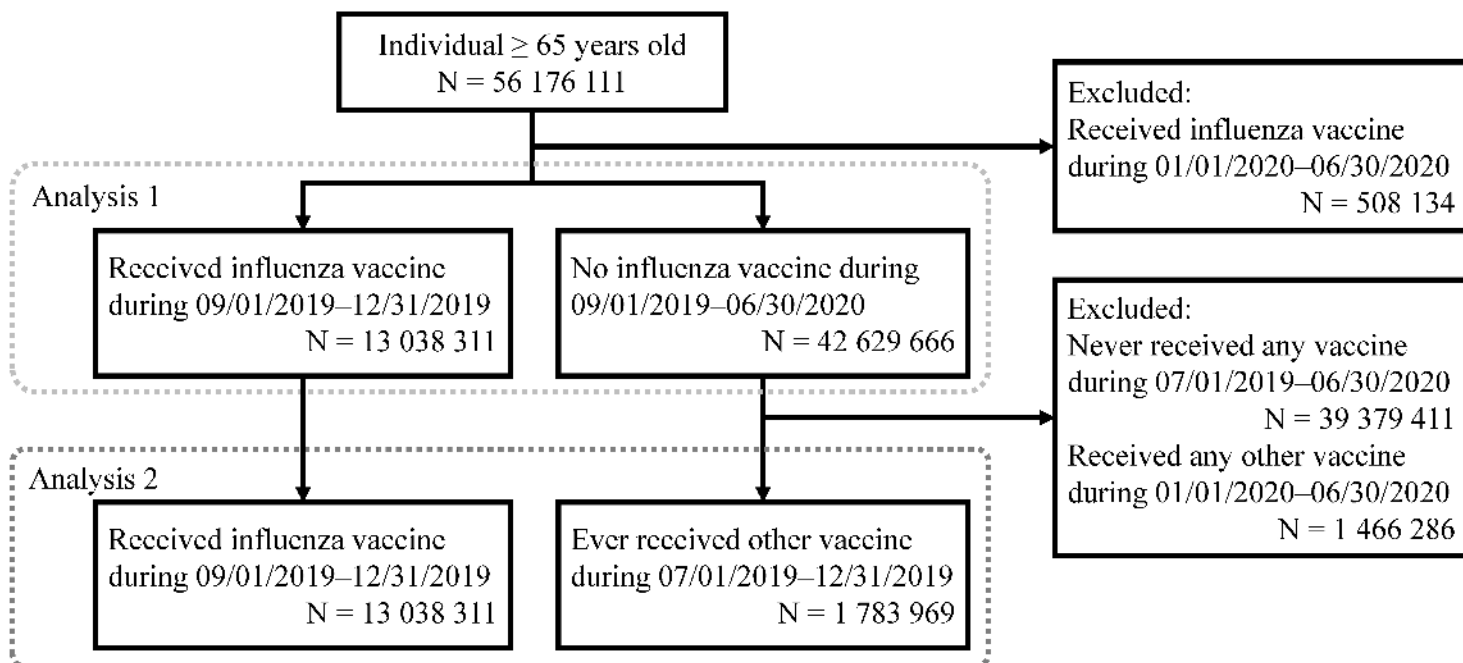 Individual ≥ 65 years old
N = 56 176 111
Excluded:
Received influenza vaccine
during 01/01/2020–06/30/2020
N = 508 134
Analysis 1
Received influenza vaccine
during 09/01/2019–12/31/2019
N = 13 038 311
No influenza vaccine during
09/01/2019–06/30/2020
N = 42 629 666
Excluded:
Never received any vaccine
during 07/01/2019–06/30/2020
N = 39 379 411
Received any other vaccine
during 01/01/2020–06/30/2020
N = 1 466 286
Analysis 2
Received influenza vaccine
during 09/01/2019–12/31/2019
N = 13 038 311
Ever received other vaccine
during 07/01/2019–12/31/2019
N = 1 783 969